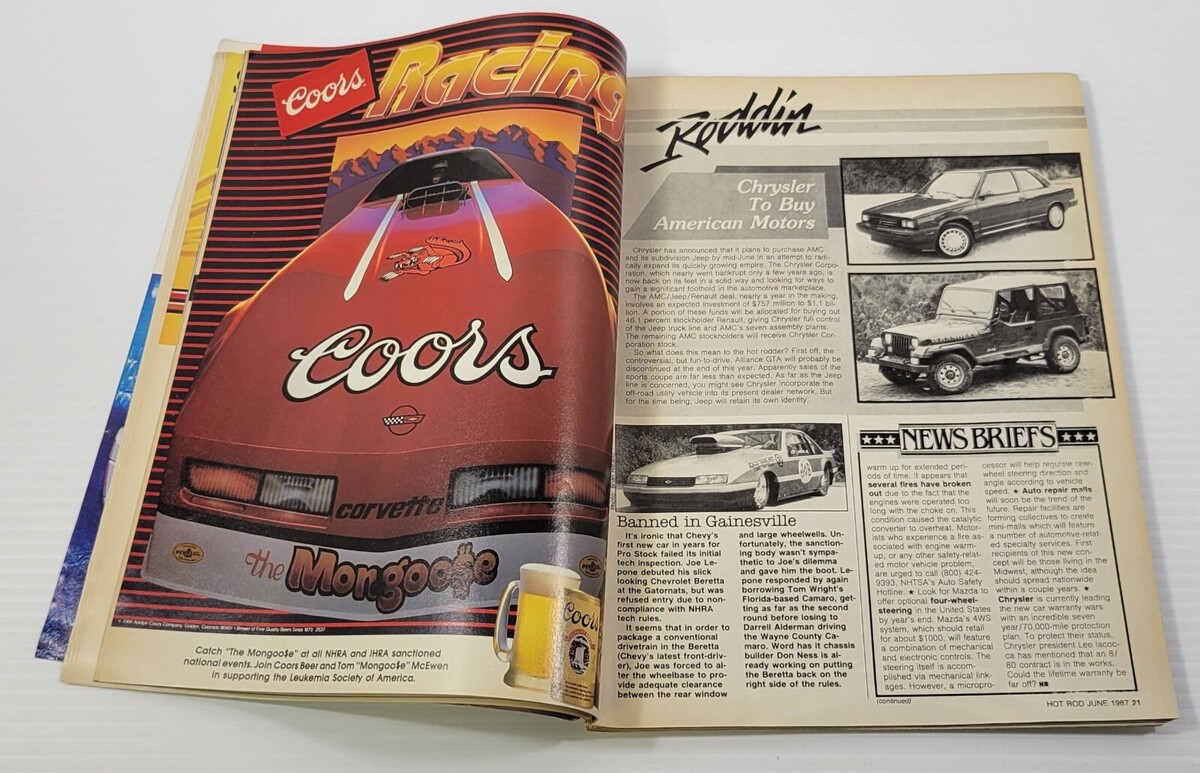 Coors
Racing
Coors
Corvette
PENNZOIL
the Mongoo$e
© 1986 Adolph Coors Company, Golden, Colorado 80401 • Brewer of Fine Quality Beers Since 1873
Coors
Catch "The Mongoo$e" at all NHRA and IHRA sanctioned
national events. Join Coors Beer and Tom "Mongoo$e" McEwen
in supporting the Leukemia Society of America.
Roddin
Chrysler
To Buy
American Motors
Chrysler has announced that it plans to purchase AMC
and its subdivision Jeep by mid-June in an attempt to radi-
cally expand its quickly growing empire. The Chrysler Corpo-
ration, which nearly went bankrupt only a few years ago, is
now back on its feet in a solid way and looking for ways to
gain a significant foothold in the automotive marketplace.
The AMC/Jeep/Renault deal, nearly a year in the making,
involves an expected investment of $757 million to $1.1 bil-
lion. A portion of these funds will be allocated for buying out
46.1 percent stockholder Renault, giving Chrysler full control
of the Jeep truck line and AMC's seven assembly plants.
The remaining AMC stockholders will receive Chrysler Cor-
poration stock.
So what does this mean to the hot rodder? First off, the
controversial, but fun-to-drive, Alliance GTA will probably be
discontinued at the end of this year. Apparently sales of the
sports coupe are far less than expected. As far as the Jeep
line is concerned, you might see Chrysler incorporate the
off-road utility vehicle into its present dealer network. But
for the time being, Jeep will retain its own identity.
Banned in Gainesville
It's ironic that Chevy's
first new car in years for
Pro Stock failed its initial
tech inspection. Joe Le-
pone debuted his slick
looking Chevrolet Beretta
at the Gatornats, but was
refused entry due to non-
compliance with NHRA
tech rules.
It seems that in order to
package a conventional
drivetrain in the Beretta
(Chevy's latest front-driv-
er), Joe was forced to al-
ter the wheelbase to pro-
vide adequate clearance
between the rear window
and large wheelwells. Un-
fortunately, the sanction-
ing body wasn't sympa-
thetic to Joe's dilemma
and gave him the boot. Le-
pone responded by again
borrowing Tom Wright's
Florida-based Camaro, get-
ting as far as the second
round before losing to
Darrell Alderman driving
the Wayne County Ca-
maro. Word has it chassis
builder Don Ness is al-
ready working on putting
the Beretta back on the
right side of the rules.
★★★ NEWS BRIEFS ★★★
warm up for extended peri-
ods of time. It appears that
several fires have broken
out due to the fact that the
engines were operated too
long with the choke on. This
condition caused the catalytic
converter to overheat. Motor-
ists who experience a fire as-
sociated with engine warm-
up, or any other safety-relat-
ed motor vehicle problem,
are urged to call (800) 424-
9393, NHTSA's Auto Safety
Hotline. ★ Look for Mazda to
offer optional four-wheel-
steering in the United States
by year's end. Mazda's 4WS
system, which should retail
for about $1000, will feature
a combination of mechanical
and electronic controls. The
steering itself is accom-
plished via mechanical link-
ages. However, a micropro-
cessor will help regulate rear-
wheel steering direction and
angle according to vehicle
speed. ★ Auto repair malls
will soon be the trend of the
future. Repair facilities are
forming collectives to create
mini-malls which will feature
a number of automotive-relat-
ed specialty services. First
recipients of this new con-
cept will be those living in the
Midwest, although the idea
should spread nationwide
within a couple years. ★
Chrysler is currently leading
the new car warranty wars
with an incredible seven
year/70,000-mile protection
plan. To protect their status,
Chrysler president Lee Iacoc-
ca has mentioned that an 8/
80 contract is in the works.
Could the lifetime warranty be
far off? HR
(continued)
HOT ROD JUNE 1987 21